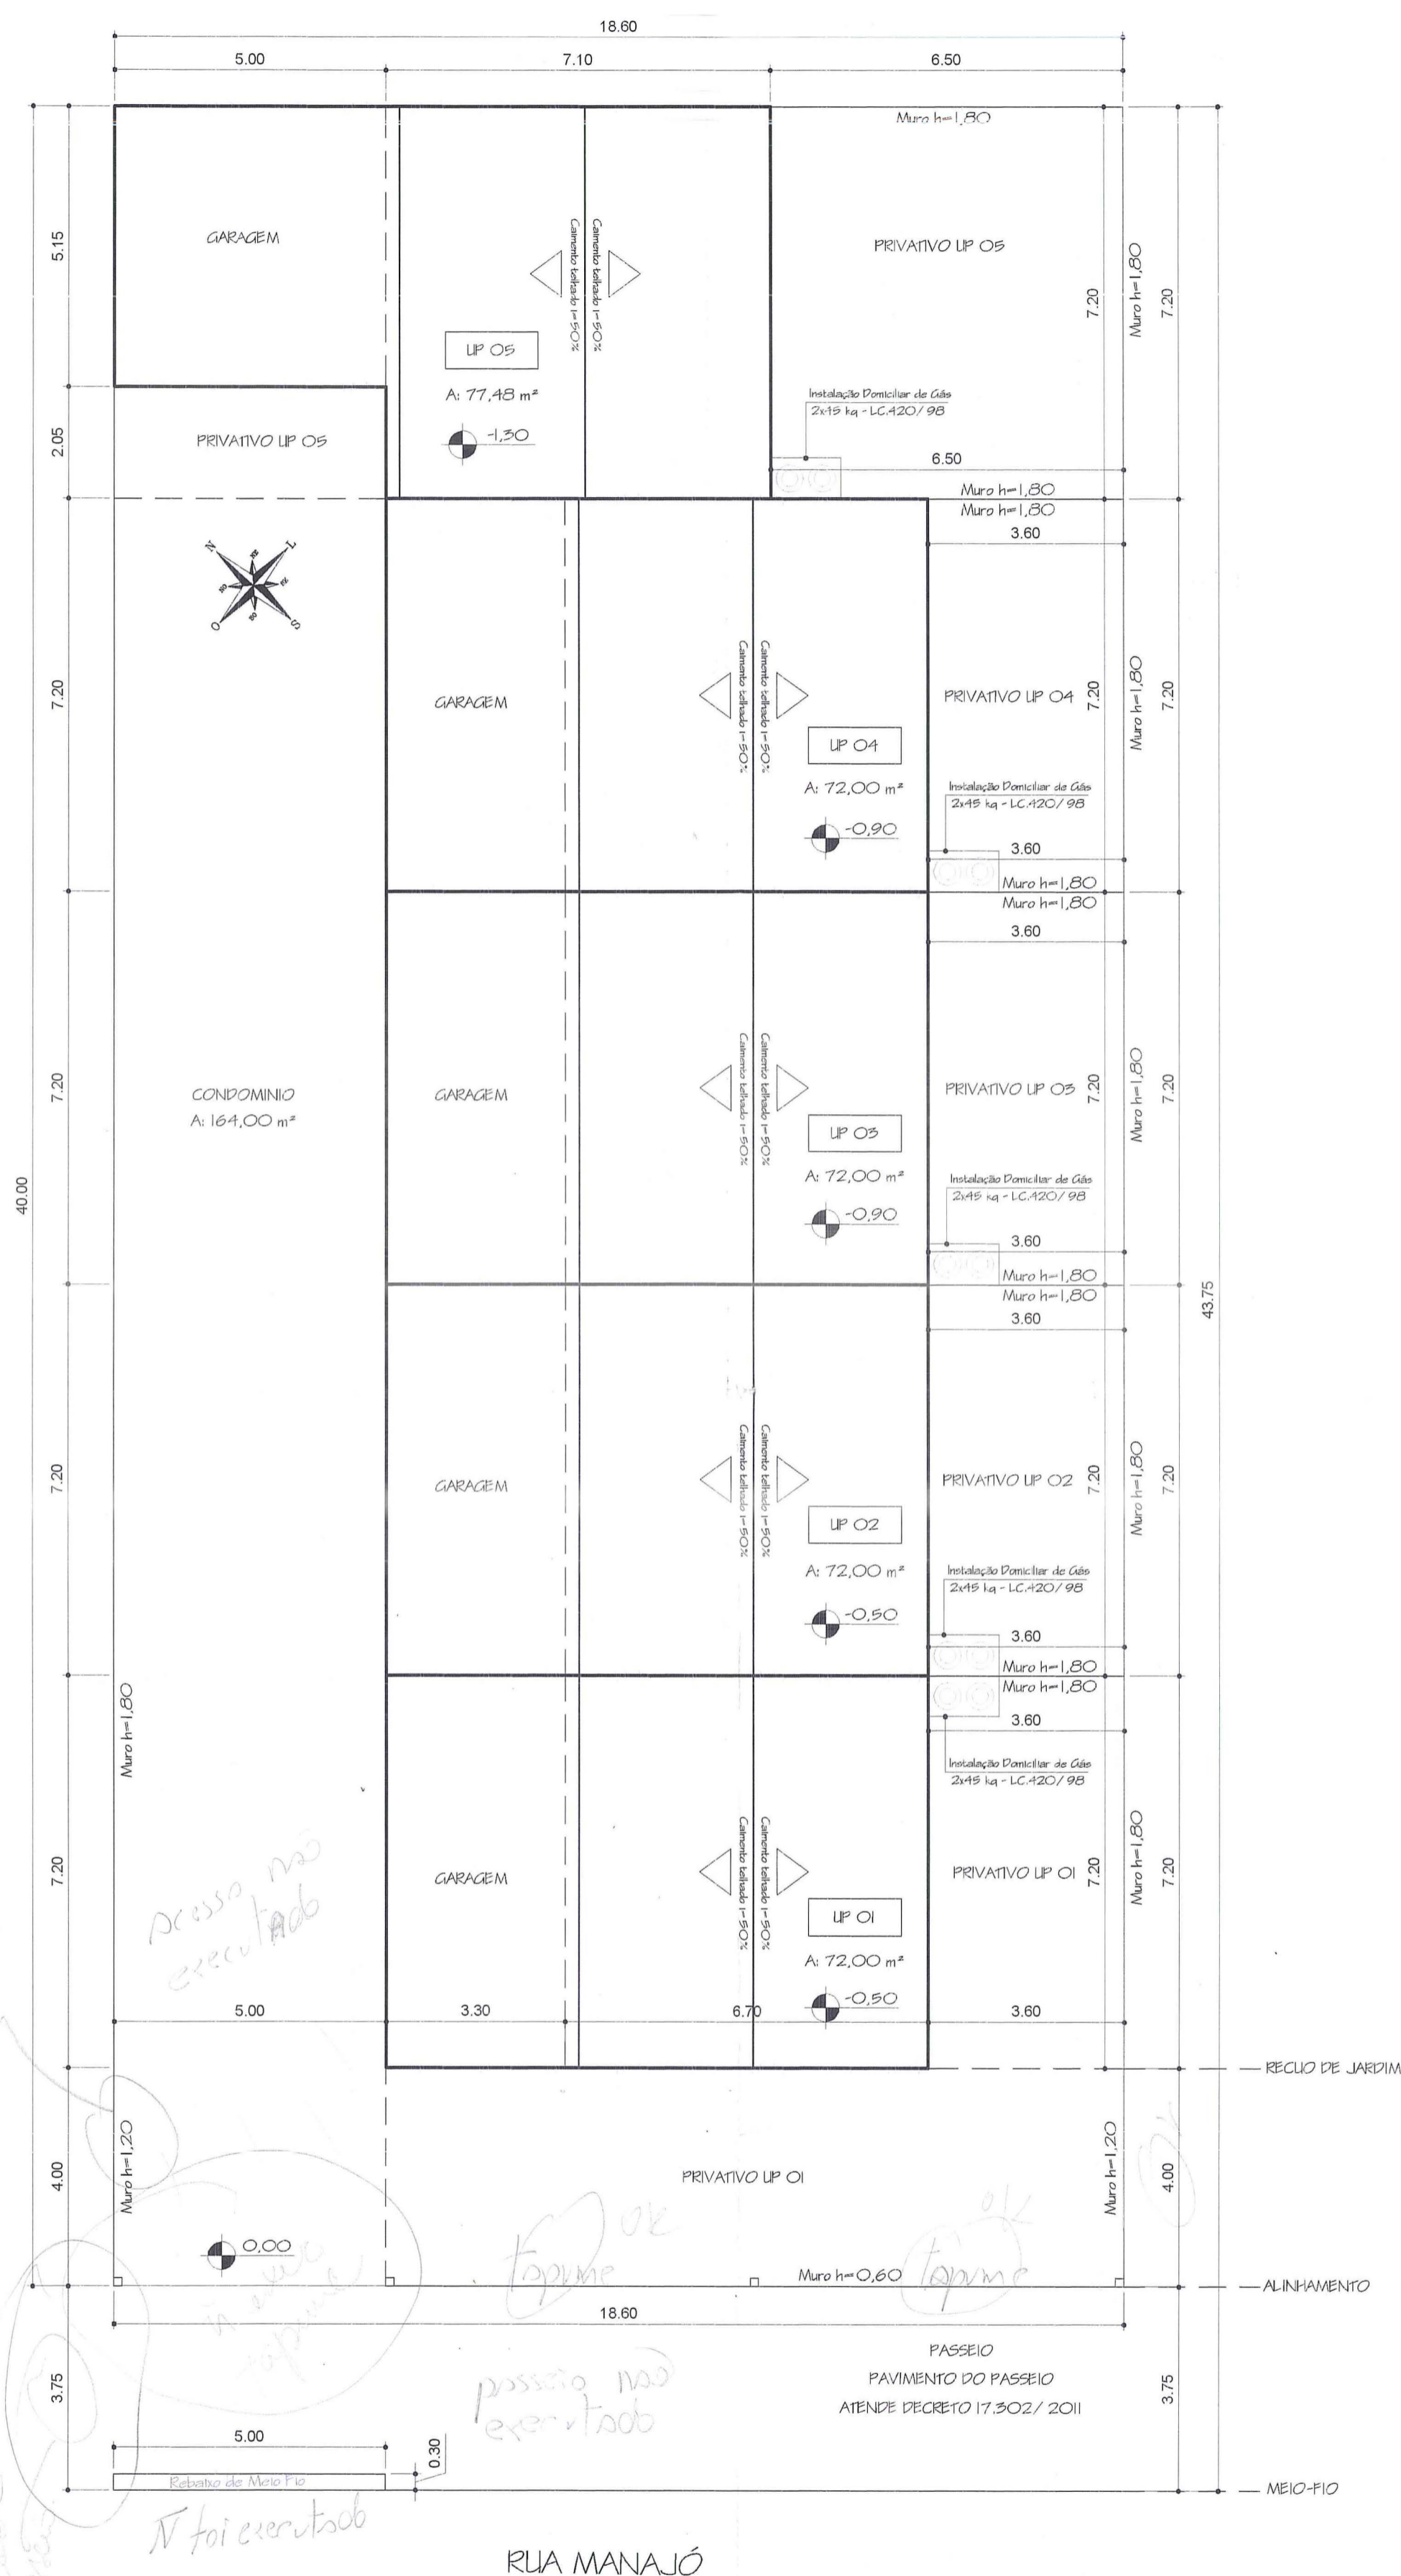 18.60
5.00
7.10
6.50
Muro h=1,80
GARAGEM
5.15
Caimento telhado i=50%
Caimento telhado i=50%
PRIVATIVO UP 05
7.20
Muro h=1,80
7.20
UP 05
A: 77,48 m²
-1,30
Instalação Domiciliar de Gás
2x45 kg - LC.420/98
2.05
PRIVATIVO UP 05
6.50
Muro h=1,80
Muro h=1,80
3.60
N
L
O
S
NE
NO
SO
7.20
GARAGEM
Caimento telhado i=50%
Caimento telhado i=50%
PRIVATIVO UP 04
7.20
Muro h=1,80
7.20
UP 04
A: 72,00 m²
-0,90
Instalação Domiciliar de Gás
2x45 kg - LC.420/98
3.60
Muro h=1,80
Muro h=1,80
3.60
40.00
7.20
CONDOMINIO
A: 164,00 m²
GARAGEM
Caimento telhado i=50%
Caimento telhado i=50%
PRIVATIVO UP 03
7.20
Muro h=1,80
7.20
UP 03
A: 72,00 m²
-0,90
Instalação Domiciliar de Gás
2x45 kg - LC.420/98
3.60
Muro h=1,80
Muro h=1,80
3.60
43.75
7.20
GARAGEM
Caimento telhado i=50%
Caimento telhado i=50%
PRIVATIVO UP 02
7.20
Muro h=1,80
7.20
UP 02
A: 72,00 m²
-0,50
Instalação Domiciliar de Gás
2x45 kg - LC.420/98
3.60
Muro h=1,80
Muro h=1,80
3.60
Instalação Domiciliar de Gás
2x45 kg - LC.420/98
Muro h=1,80
7.20
acesso não
executado
GARAGEM
Caimento telhado i=50%
Caimento telhado i=50%
PRIVATIVO UP 01
7.20
Muro h=1,80
7.20
UP 01
A: 72,00 m²
-0,50
5.00
3.30
6.70
3.60
RECUO DE JARDIM
4.00
Muro h=1,20
PRIVATIVO UP 01
Muro h=1,20
4.00
0,00
tapume
OK
Muro h=0,60
tapume
OK
ALINHAMENTO
18.60
3.75
passeio não
executado
PASSEIO
PAVIMENTO DO PASSEIO
ATENDE DECRETO 17.302/ 2011
3.75
5.00
0.30
Rebaixo de Meio Fio
MEIO-FIO
Ñ foi executado
RUA MANAJÓ